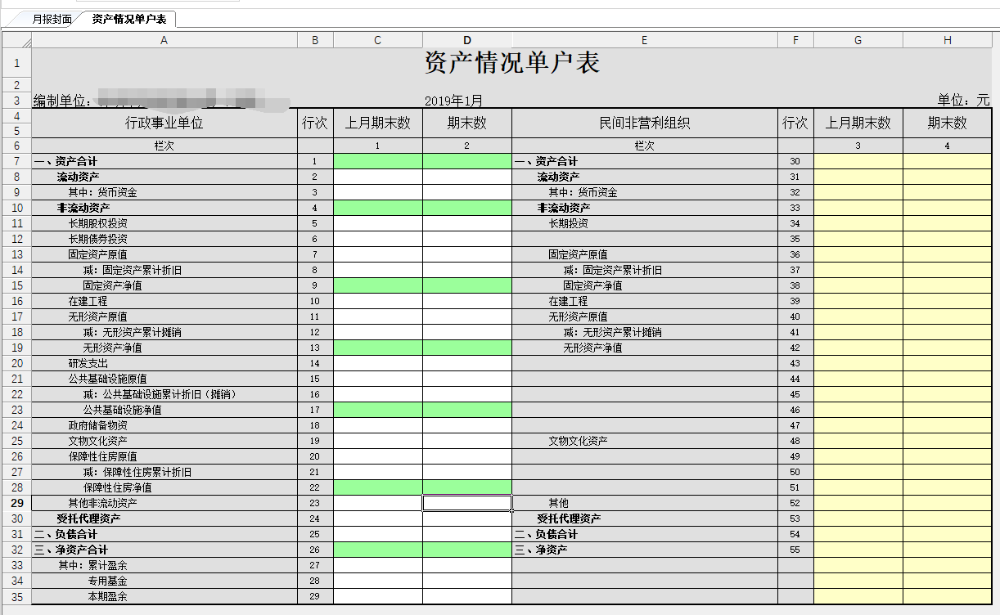 月报封面 资产情况单户表
A B C D E F G H
1 资产情况单户表
2
3 编制单位： 2019年1月 单位：元
4 行政事业单位 行次 上月期末数 期末数 民间非营利组织 行次 上月期末数 期末数
5
6 栏次 1 2 栏次 3 4
7 一、资产合计 1 一、资产合计 30
8 流动资产 2 流动资产 31
9 其中：货币资金 3 其中：货币资金 32
10 非流动资产 4 非流动资产 33
11 长期股权投资 5 长期投资 34
12 长期债券投资 6 35
13 固定资产原值 7 固定资产原值 36
14 减：固定资产累计折旧 8 减：固定资产累计折旧 37
15 固定资产净值 9 固定资产净值 38
16 在建工程 10 在建工程 39
17 无形资产原值 11 无形资产原值 40
18 减：无形资产累计摊销 12 减：无形资产累计摊销 41
19 无形资产净值 13 无形资产净值 42
20 研发支出 14 43
21 公共基础设施原值 15 44
22 减：公共基础设施累计折旧（摊销） 16 45
23 公共基础设施净值 17 46
24 政府储备物资 18 47
25 文物文化资产 19 文物文化资产 48
26 保障性住房原值 20 49
27 减：保障性住房累计折旧 21 50
28 保障性住房净值 22 51
29 其他非流动资产 23 其他 52
30 受托代理资产 24 受托代理资产 53
31 二、负债合计 25 二、负债合计 54
32 三、净资产合计 26 三、净资产 55
33 其中：累计盈余 27
34 专用基金 28
35 本期盈余 29